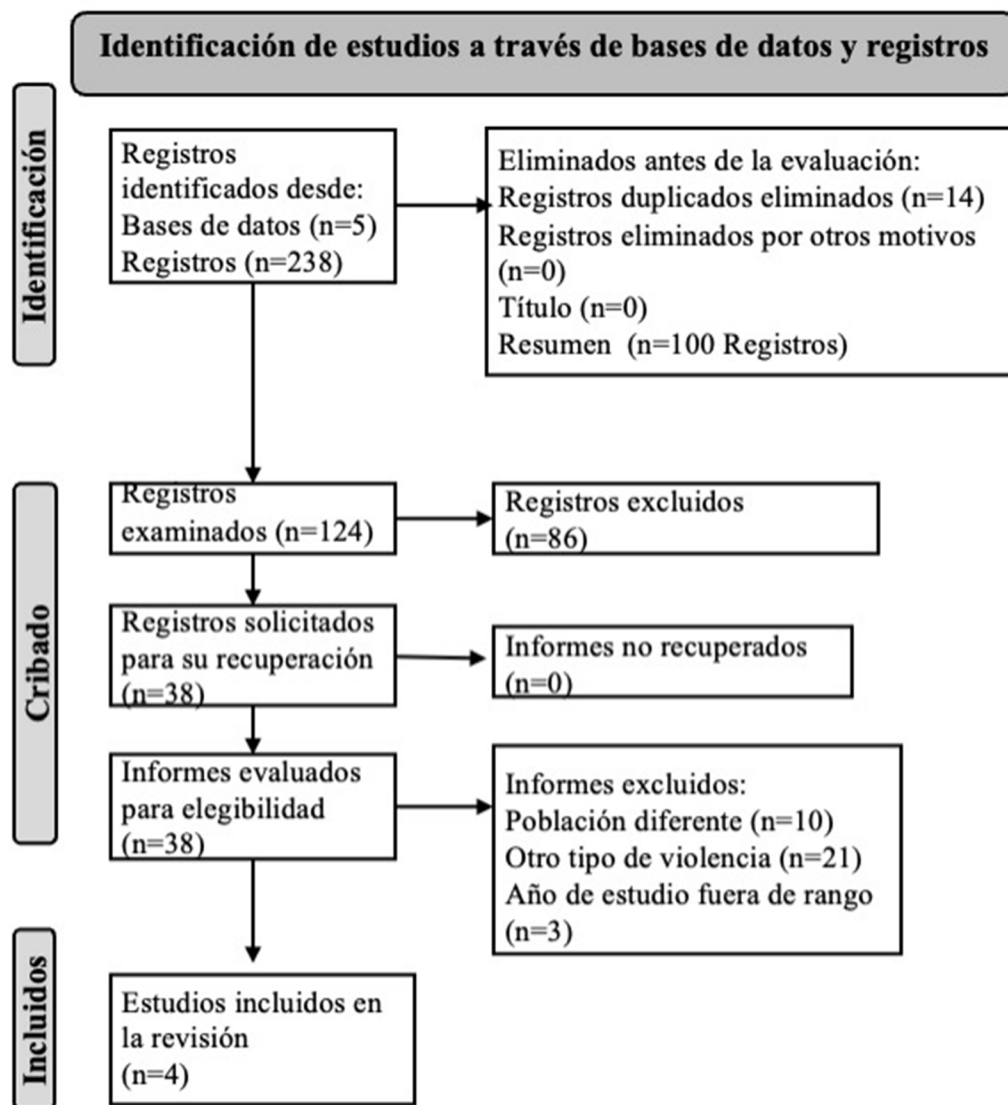 Identificación de estudios a través de bases de datos y registros
Identificación
Registros
identificados desde:
Bases de datos (n=5)
Registros (n=238)
Eliminados antes de la evaluación:
Registros duplicados eliminados (n=14)
Registros eliminados por otros motivos
(n=0)
Título (n=0)
Resumen (n=100 Registros)
Cribado
Registros
examinados (n=124)
Registros excluidos
(n=86)
Registros solicitados
para su recuperación
(n=38)
Informes no recuperados
(n=0)
Informes evaluados
para elegibilidad
(n=38)
Informes excluidos:
Población diferente (n=10)
Otro tipo de violencia (n=21)
Año de estudio fuera de rango
(n=3)
Incluidos
Estudios incluidos en
la revisión
(n=4)